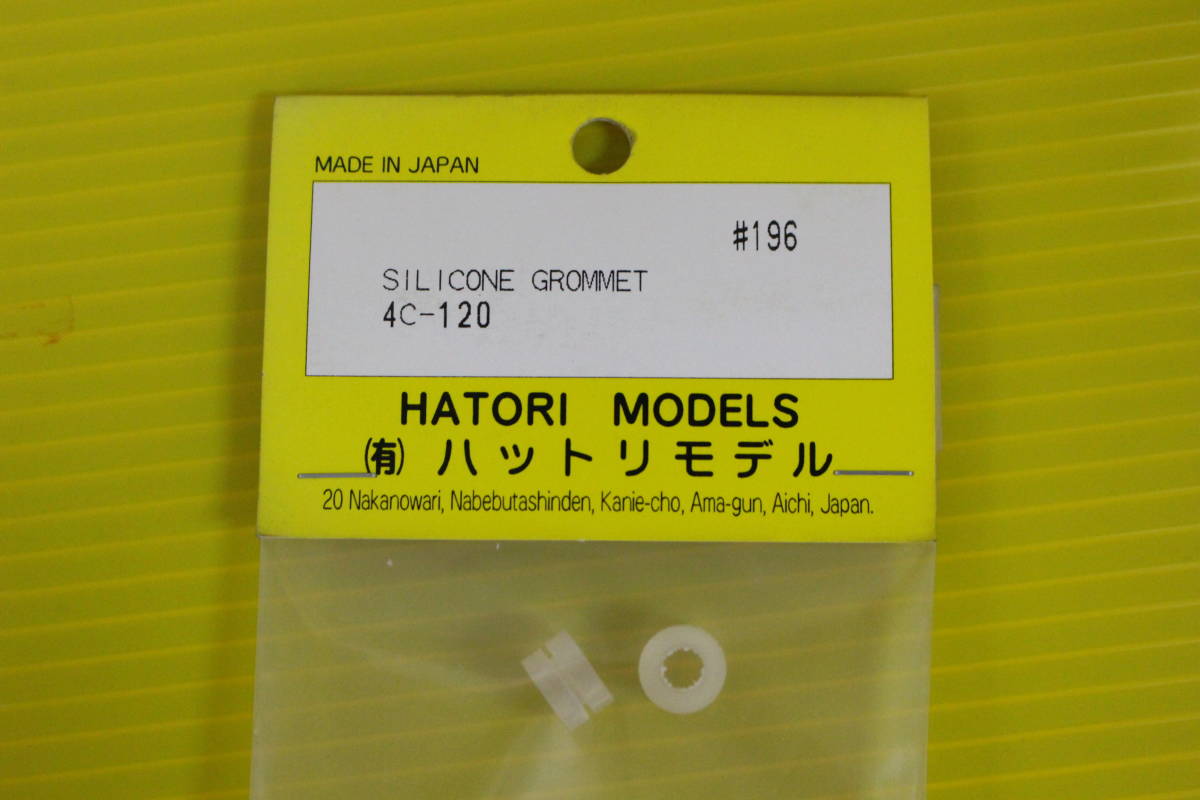 MADE IN JAPAN
#196
SILICONE GROMMET
4C-120
HATORI MODELS
㈲ ハットリモデル
20 Nakanowari, Nabebutashinden, Kanie-cho, Ama-gun, Aichi, Japan.